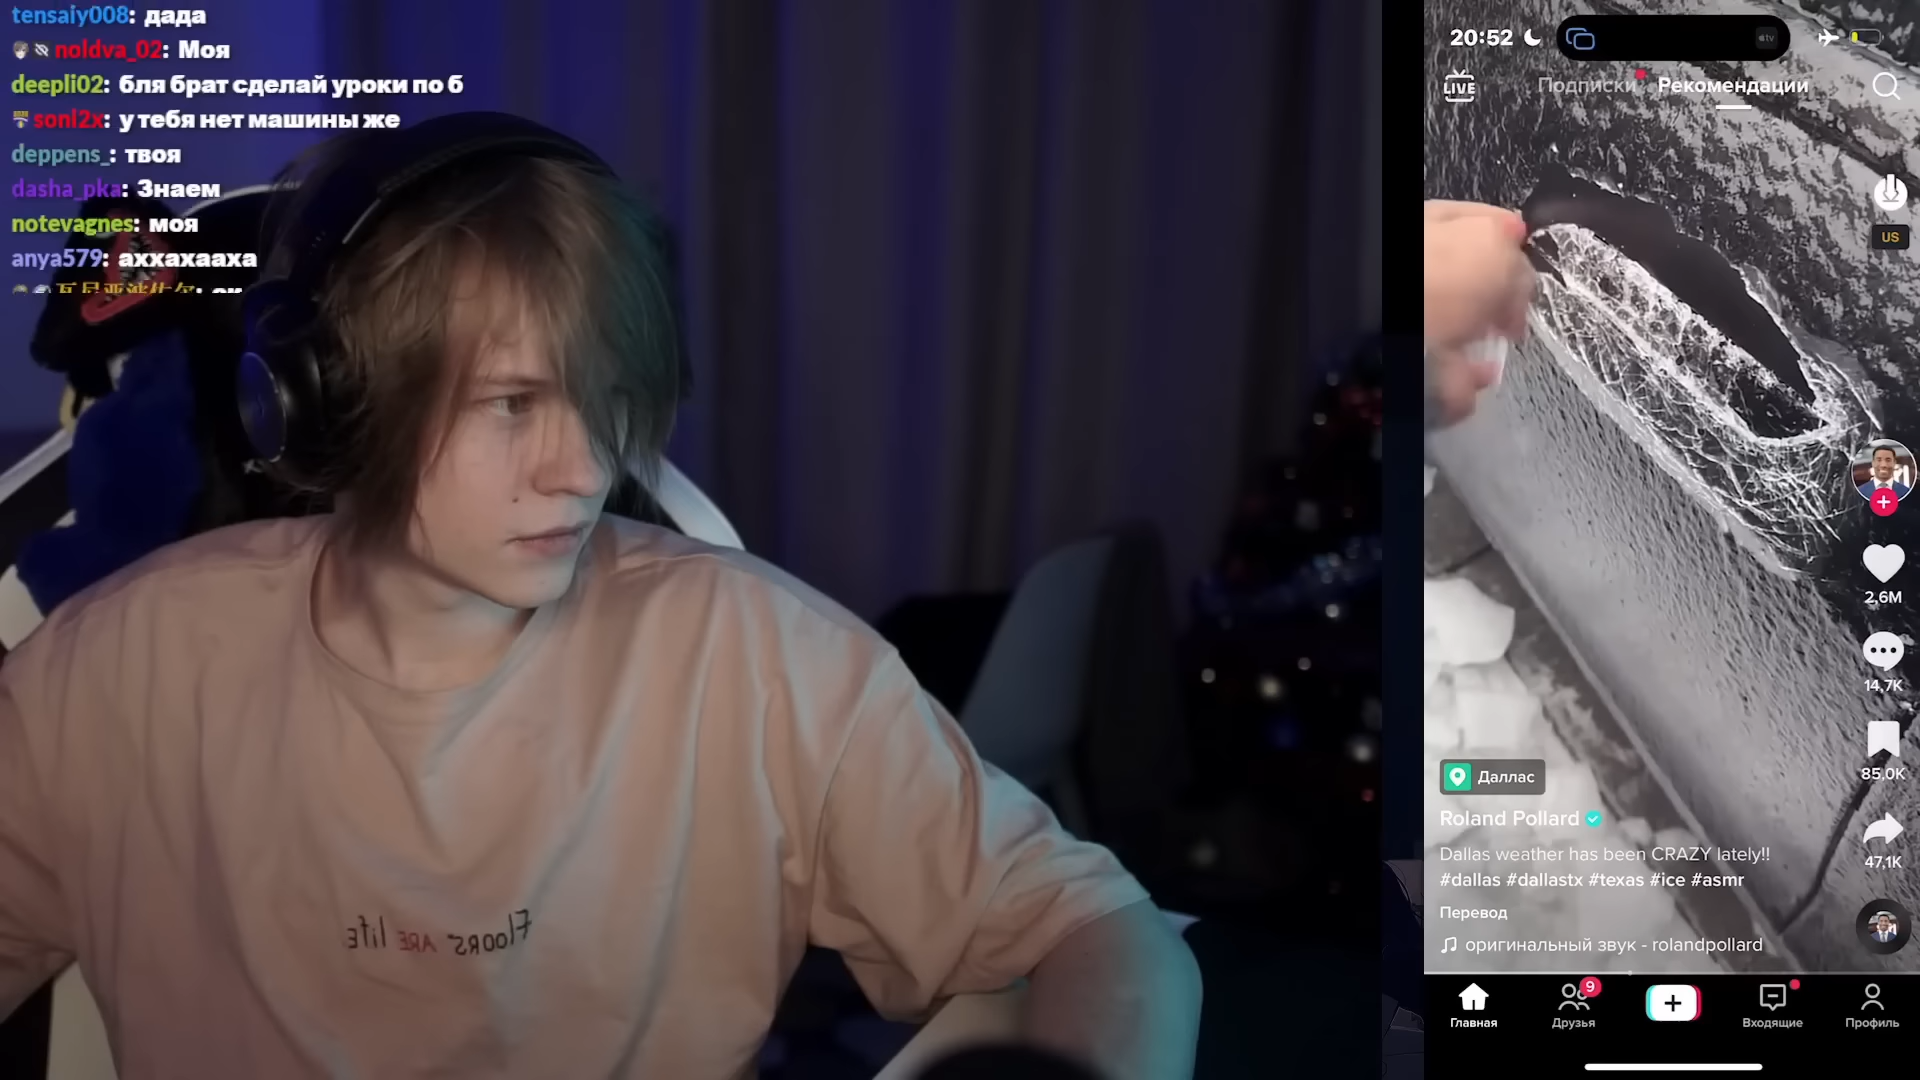 tensaiy008: дада
noldva_02: Моя
deepli02: бля брат сделай уроки по б
sonl2x: у тебя нет машины же
deppens_: твоя
dasha_pka: Знаем
notevagnes: моя
anya579: аххахааха
floors ARE life
20:52
tv
LIVE
Подписки Рекомендации
US
2,6M
14,7K
85,0K
47,1K
Даллас
Roland Pollard
Dallas weather has been CRAZY lately!!
#dallas #dallastx #texas #ice #asmr
Перевод
оригинальный звук - rolandpollard
9
Главная
Друзья
Входящие
Профиль